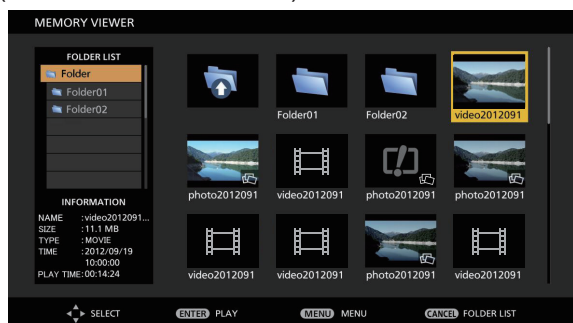 MEMORY VIEWER
FOLDER LIST
Folder
Folder01
Folder02
INFORMATION
NAME :video2012091...
SIZE :11.1 MB
TYPE :MOVIE
TIME :2012/09/19
10:00:00
PLAY TIME:00:14:24
Folder01 Folder02 video2012091
photo2012091 video2012091 photo2012091 photo2012091
video2012091 video2012091 photo2012091 video2012091
SELECT ENTER PLAY MENU MENU CANCEL FOLDER LIST